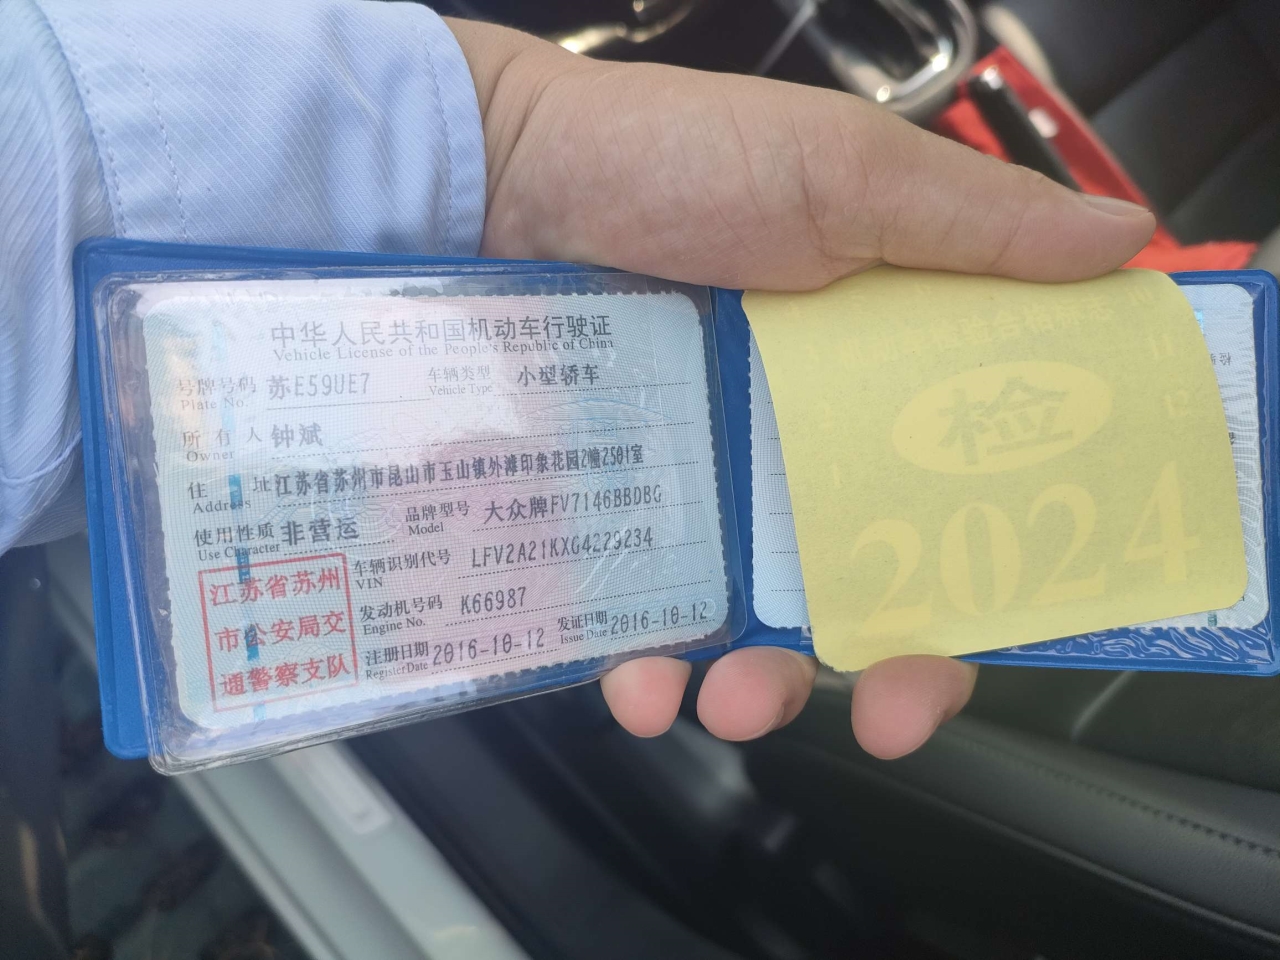 中华人民共和国机动车行驶证
Vehicle License of the People's Republic of China
号牌号码 苏E59UE7 车辆类型 小型轿车
Plate No. Vehicle Type
所有人 钟斌
Owner
住址 江苏省苏州市昆山市玉山镇外滩印象花园2幢2501室
Address
使用性质 非营运 品牌型号 大众牌FV7146BBDBG
Use Character Model
车辆识别代号 LFV2A21KXG4229234
VIN
发动机号码 K66987
Engine No.
注册日期 2016-10-12 发证日期 2016-10-12
Register Date Issue Date
江苏省苏州
市公安局交
通警察支队
检
2024